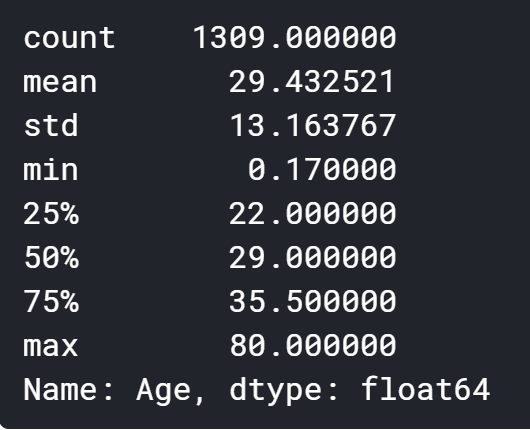 count    1309.000000
mean       29.432521
std        13.163767
min         0.170000
25%        22.000000
50%        29.000000
75%        35.500000
max        80.000000
Name: Age, dtype: float64